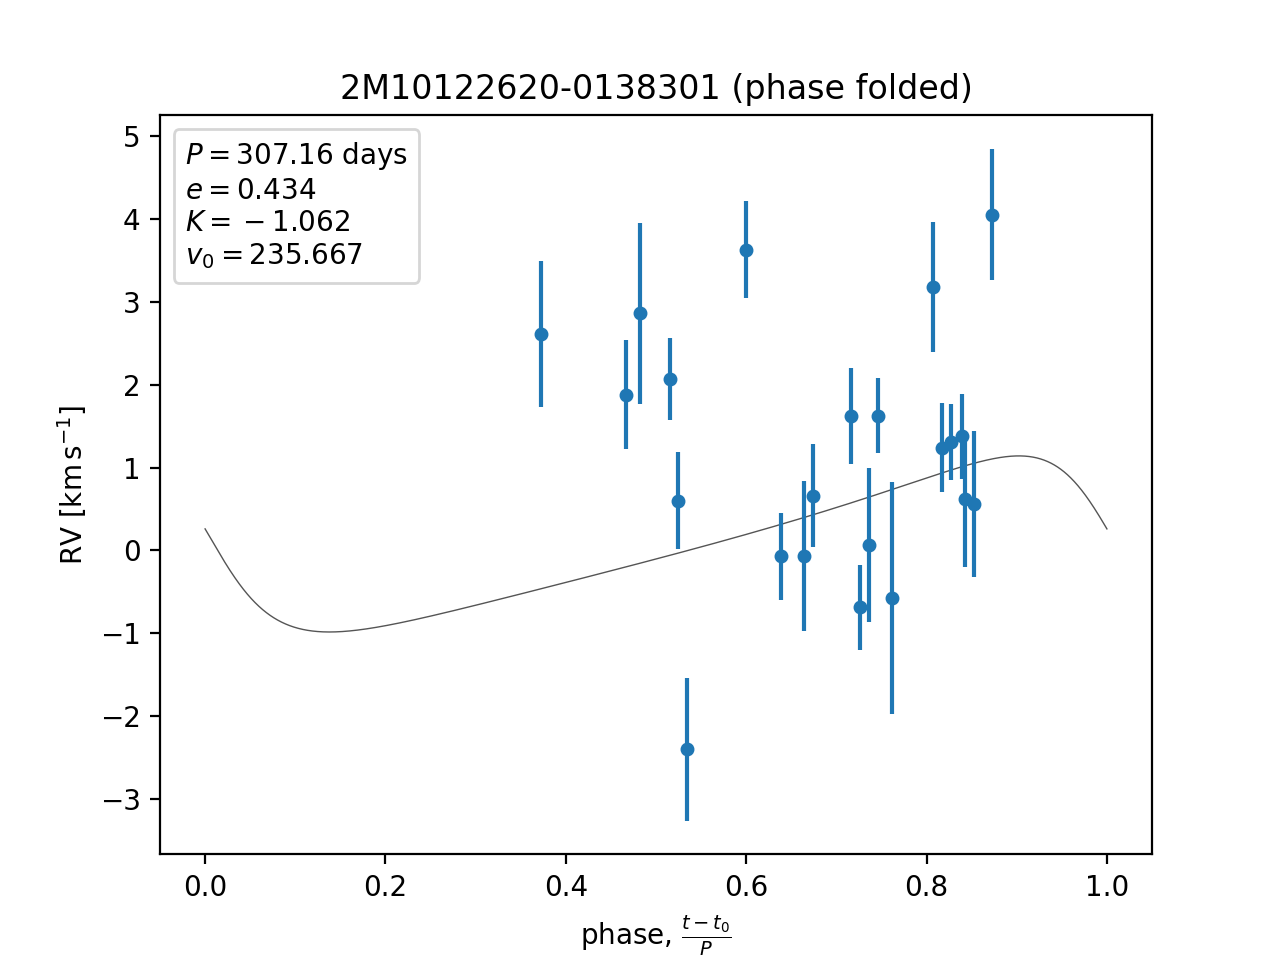 2M10122620-0138301 (phase folded)
P = 307.16 days
e = 0.434
K = −1.062
v₀ = 235.667
5
4
3
2
1
0
−1
−2
−3
RV [km s⁻¹]
0.0 0.2 0.4 0.6 0.8 1.0
phase, (t − t₀)/P